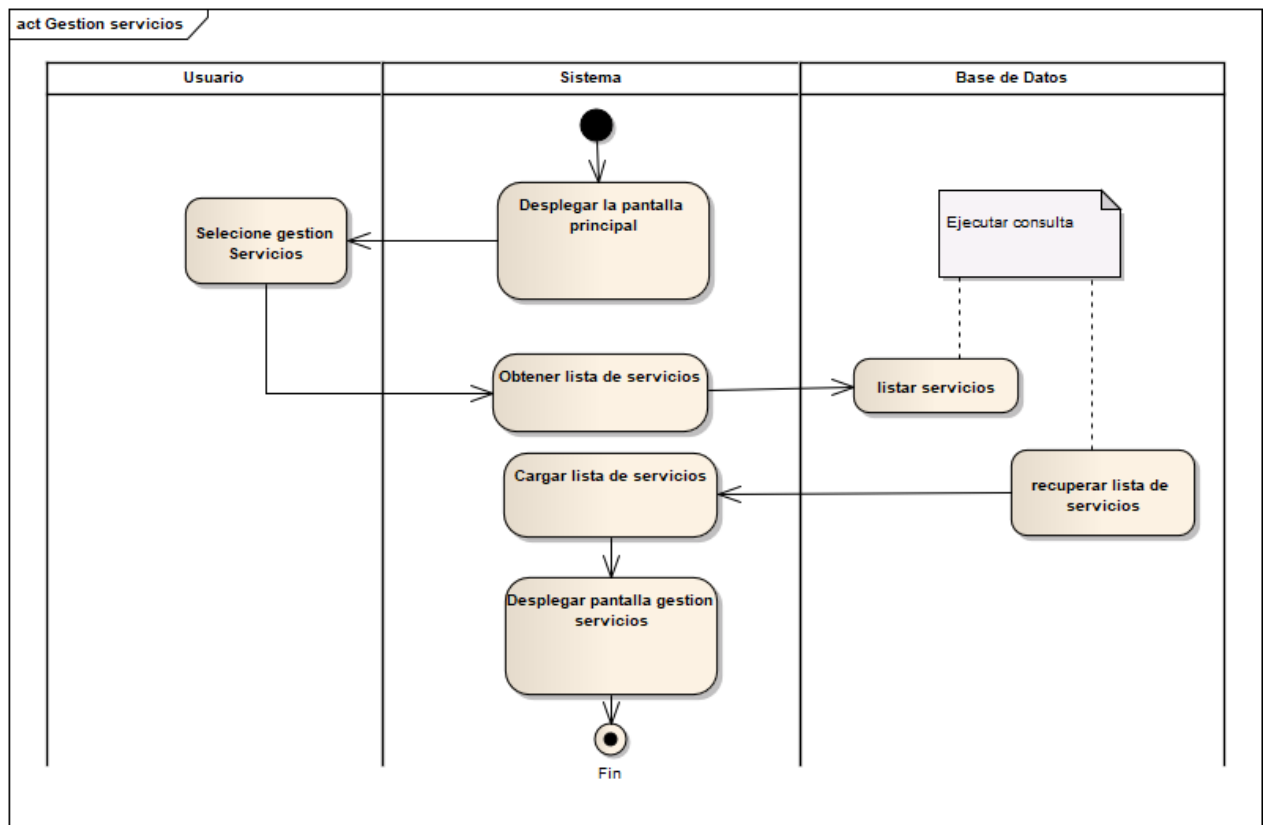 act Gestion servicios
Usuario
Sistema
Base de Datos
Desplegar la pantalla
principal
Selecione gestion
Servicios
Ejecutar consulta
Obtener lista de servicios
listar servicios
Cargar lista de servicios
recuperar lista de
servicios
Desplegar pantalla gestion
servicios
Fin